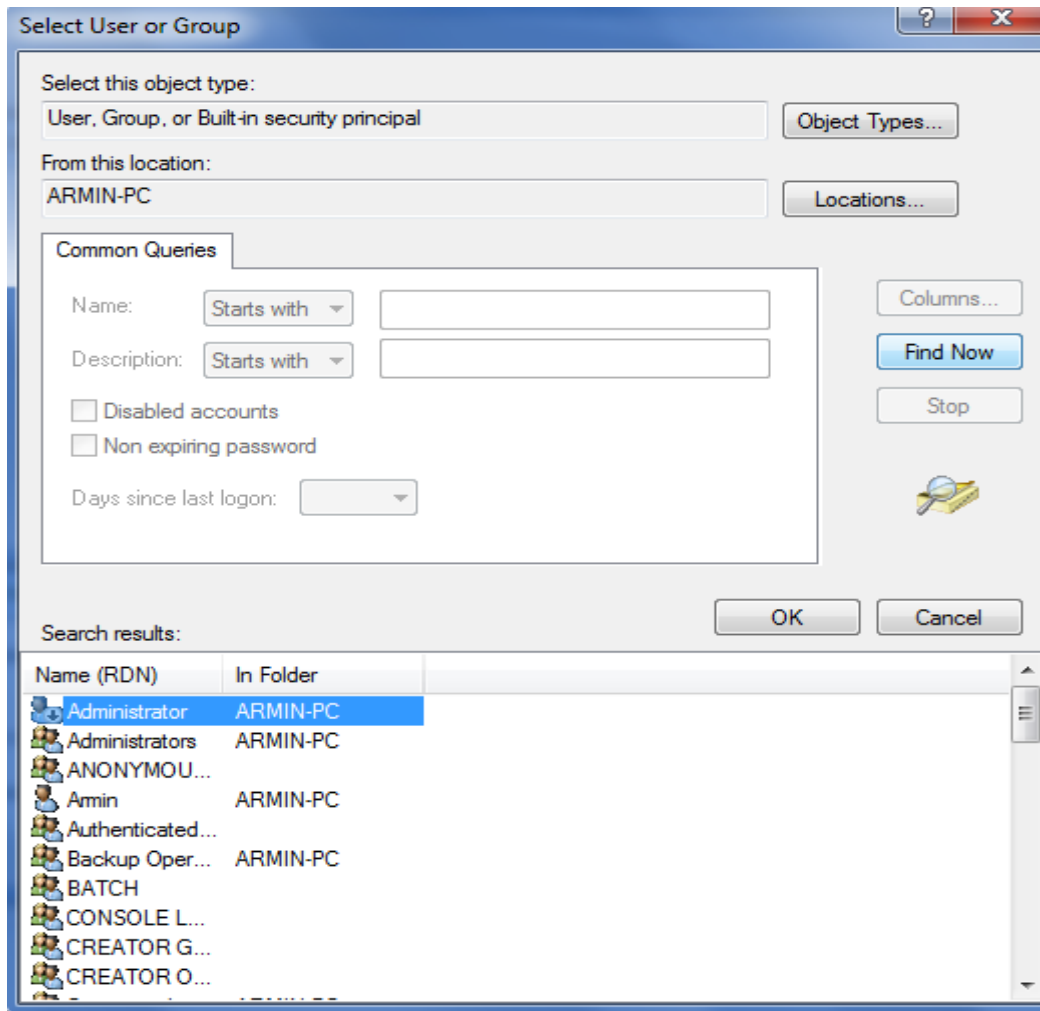 Select User or Group
Select this object type:
User, Group, or Built-in security principal
Object Types...
From this location:
ARMIN-PC
Locations...
Common Queries
Name: Starts with
Columns...
Description: Starts with
Find Now
Disabled accounts
Stop
Non expiring password
Days since last logon:
OK Cancel
Search results:
Name (RDN) In Folder
Administrator ARMIN-PC
Administrators ARMIN-PC
ANONYMOU...
Armin ARMIN-PC
Authenticated...
Backup Oper... ARMIN-PC
BATCH
CONSOLE L...
CREATOR G...
CREATOR O...